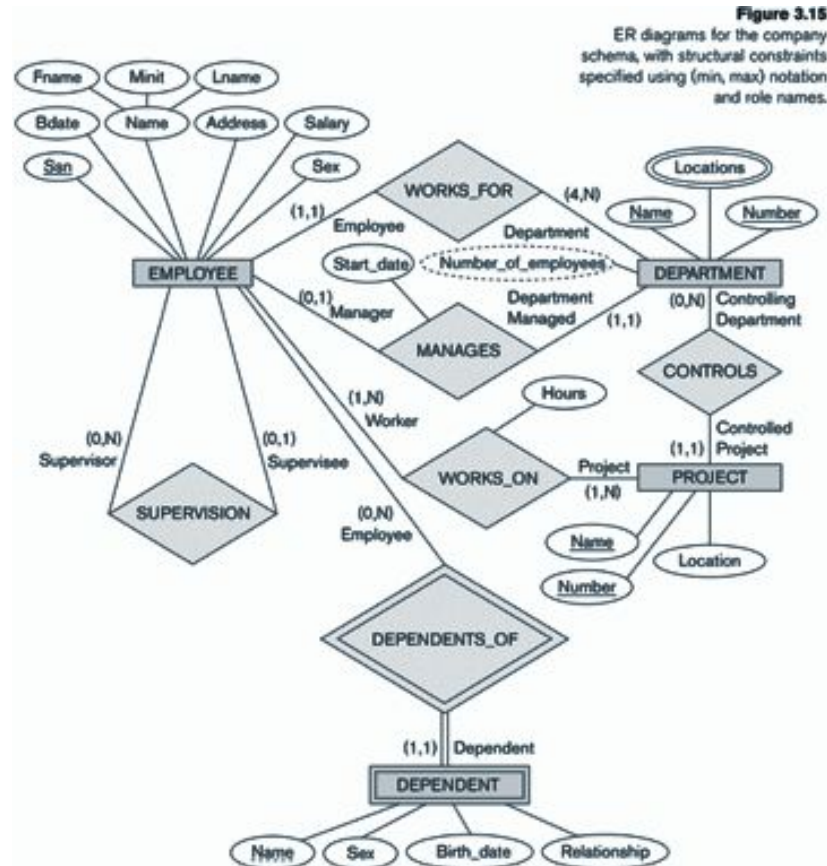 Figure 3.15
ER diagrams for the company
schema, with structural constraints
specified using (min, max) notation
and role names.
Fname
Minit
Lname
Bdate
Name
Address
Salary
Ssn
Sex
WORKS_FOR
(1,1)
Employee
(4,N)
Department
Locations
Name
Number
Start_date
Number_of_employees
EMPLOYEE
DEPARTMENT
(0,1)
Manager
MANAGES
Department
Managed
(1,1)
(0,N)
Controlling
Department
CONTROLS
(1,N)
Worker
Hours
(0,N)
Supervisor
(0,1)
Supervisee
SUPERVISION
WORKS_ON
Project
(1,N)
(1,1)
Controlled
Project
PROJECT
Name
Number
Location
(0,N)
Employee
DEPENDENTS_OF
(1,1)
Dependent
DEPENDENT
Name
Sex
Birth_date
Relationship